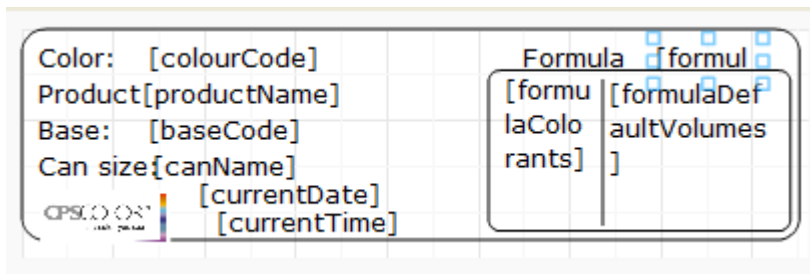 Color: [colourCode]
Product[productName]
Base: [baseCode]
Can size:[canName]
[currentDate]
[currentTime]
Formula [formul
[formu
laColo
rants]
[formulaDef
aultVolumes
]